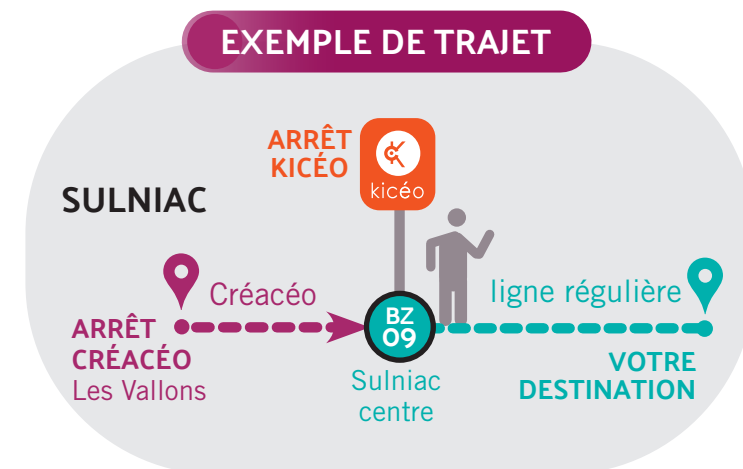 EXEMPLE DE TRAJET
ARRÊT
KICÉO
kicéo
SULNIAC
Créacéo
ligne régulière
ARRÊT
CRÉACÉO
Les Vallons
BZ
09
Sulniac
centre
VOTRE
DESTINATION